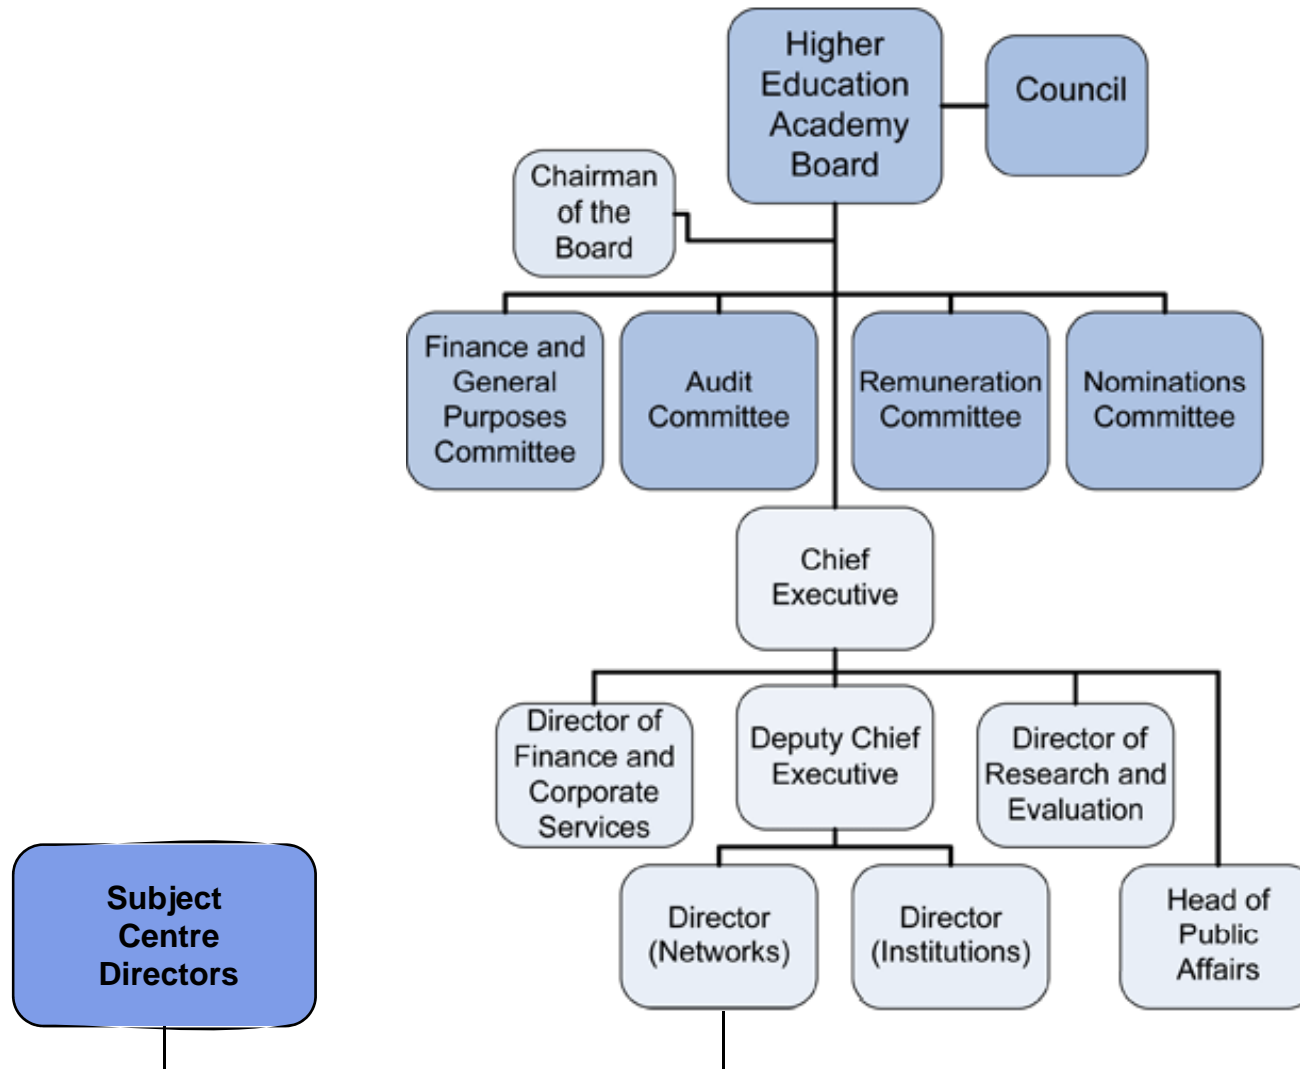 Higher
Education
Academy
Board
Council
Chairman
of the
Board
Finance and
General
Purposes
Committee
Audit
Committee
Remuneration
Committee
Nominations
Committee
Chief
Executive
Director of
Finance and
Corporate
Services
Deputy Chief
Executive
Director of
Research and
Evaluation
Subject
Centre
Directors
Director
(Networks)
Director
(Institutions)
Head of
Public
Affairs